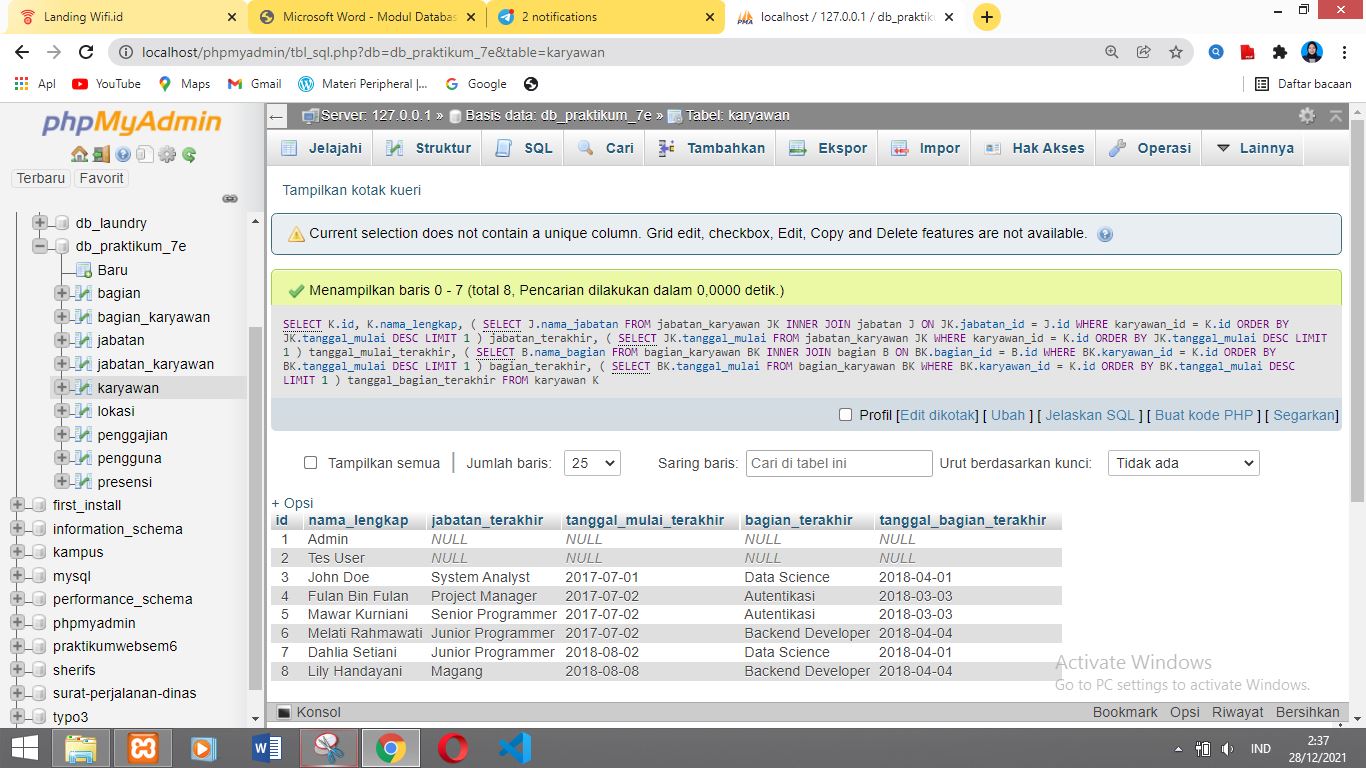 Landing Wifi.id
Microsoft Word - Modul Databas
2 notifications
localhost / 127.0.0.1 / db_praktik
localhost/phpmyadmin/tbl_sql.php?db=db_praktikum_7e&table=karyawan
Apl YouTube Maps Gmail Materi Peripheral |... Google Daftar bacaan
phpMyAdmin
Terbaru Favorit
db_laundry
db_praktikum_7e
Baru
bagian
bagian_karyawan
jabatan
jabatan_karyawan
karyawan
lokasi
penggajian
pengguna
presensi
first_install
information_schema
kampus
mysql
performance_schema
phpmyadmin
praktikumwebsem6
sherifs
surat-perjalanan-dinas
typo3
Server: 127.0.0.1 » Basis data: db_praktikum_7e » Tabel: karyawan
Jelajahi Struktur SQL Cari Tambahkan Ekspor Impor Hak Akses Operasi Lainnya
Tampilkan kotak kueri
Current selection does not contain a unique column. Grid edit, checkbox, Edit, Copy and Delete features are not available.
Menampilkan baris 0 - 7 (total 8, Pencarian dilakukan dalam 0,0000 detik.)
SELECT K.id, K.nama_lengkap, ( SELECT J.nama_jabatan FROM jabatan_karyawan JK INNER JOIN jabatan J ON JK.jabatan_id = J.id WHERE karyawan_id = K.id ORDER BY
JK.tanggal_mulai DESC LIMIT 1 ) jabatan_terakhir, ( SELECT JK.tanggal_mulai FROM jabatan_karyawan JK WHERE karyawan_id = K.id ORDER BY JK.tanggal_mulai DESC LIMIT
1 ) tanggal_mulai_terakhir, ( SELECT B.nama_bagian FROM bagian_karyawan BK INNER JOIN bagian B ON BK.bagian_id = B.id WHERE BK.karyawan_id = K.id ORDER BY
BK.tanggal_mulai DESC LIMIT 1 ) bagian_terakhir, ( SELECT BK.tanggal_mulai FROM bagian_karyawan BK WHERE BK.karyawan_id = K.id ORDER BY BK.tanggal_mulai DESC
LIMIT 1 ) tanggal_bagian_terakhir FROM karyawan K
Profil [Edit dikotak] [ Ubah ] [ Jelaskan SQL ] [ Buat kode PHP ] [ Segarkan]
Tampilkan semua Jumlah baris: 25 Saring baris: Cari di tabel ini Urut berdasarkan kunci: Tidak ada
+ Opsi
id nama_lengkap jabatan_terakhir tanggal_mulai_terakhir bagian_terakhir tanggal_bagian_terakhir
1 Admin NULL NULL NULL NULL
2 Tes User NULL NULL NULL NULL
3 John Doe System Analyst 2017-07-01 Data Science 2018-04-01
4 Fulan Bin Fulan Project Manager 2017-07-02 Autentikasi 2018-03-03
5 Mawar Kurniani Senior Programmer 2017-07-02 Autentikasi 2018-03-03
6 Melati Rahmawati Junior Programmer 2017-07-02 Backend Developer 2018-04-04
7 Dahlia Setiani Junior Programmer 2018-08-02 Data Science 2018-04-01
8 Lily Handayani Magang 2018-08-08 Backend Developer 2018-04-04
Activate Windows
Go to PC settings to activate Windows.
Konsol Bookmark Opsi Riwayat Bersihkan
IND
2:37
28/12/2021